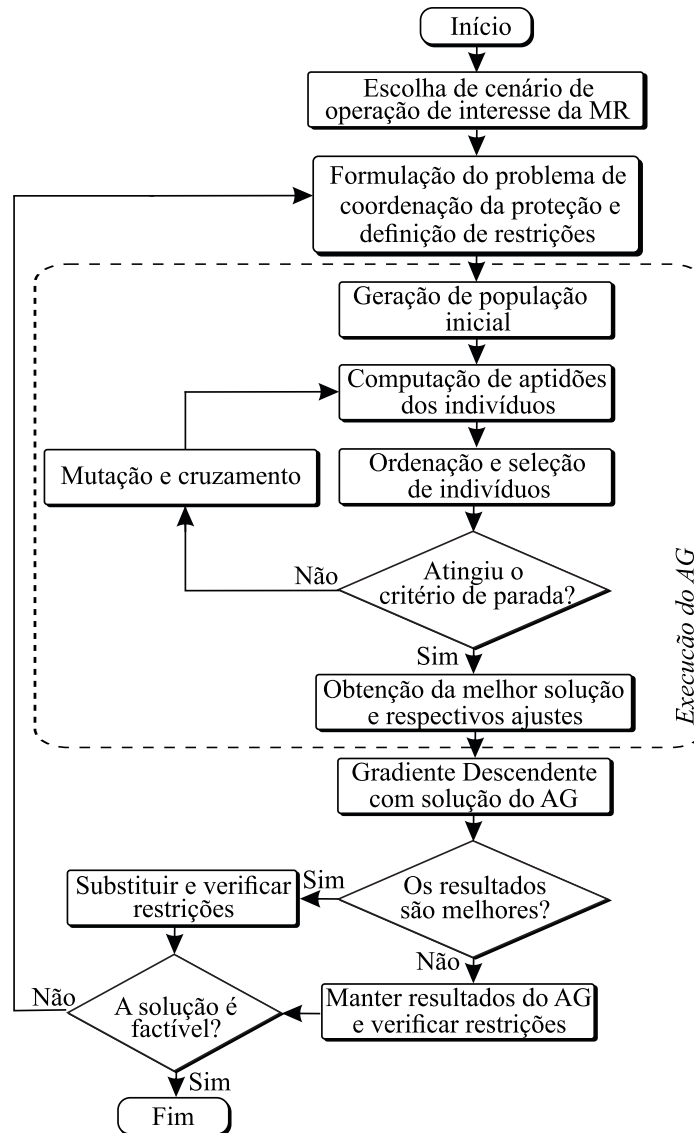 Início
Escolha de cenário de
operação de interesse da MR
Formulação do problema de
coordenação da proteção e
definição de restrições
Geração de população
inicial
Computação de aptidões
dos indivíduos
Mutação e cruzamento
Ordenação e seleção
de indivíduos
Não
Atingiu o
critério de parada?
Sim
Execução do AG
Obtenção da melhor solução
e respectivos ajustes
Gradiente Descendente
com solução do AG
Substituir e verificar
restrições
Sim
Os resultados
são melhores?
Não
Não
A solução é
factível?
Manter resultados do AG
e verificar restrições
Sim
Fim